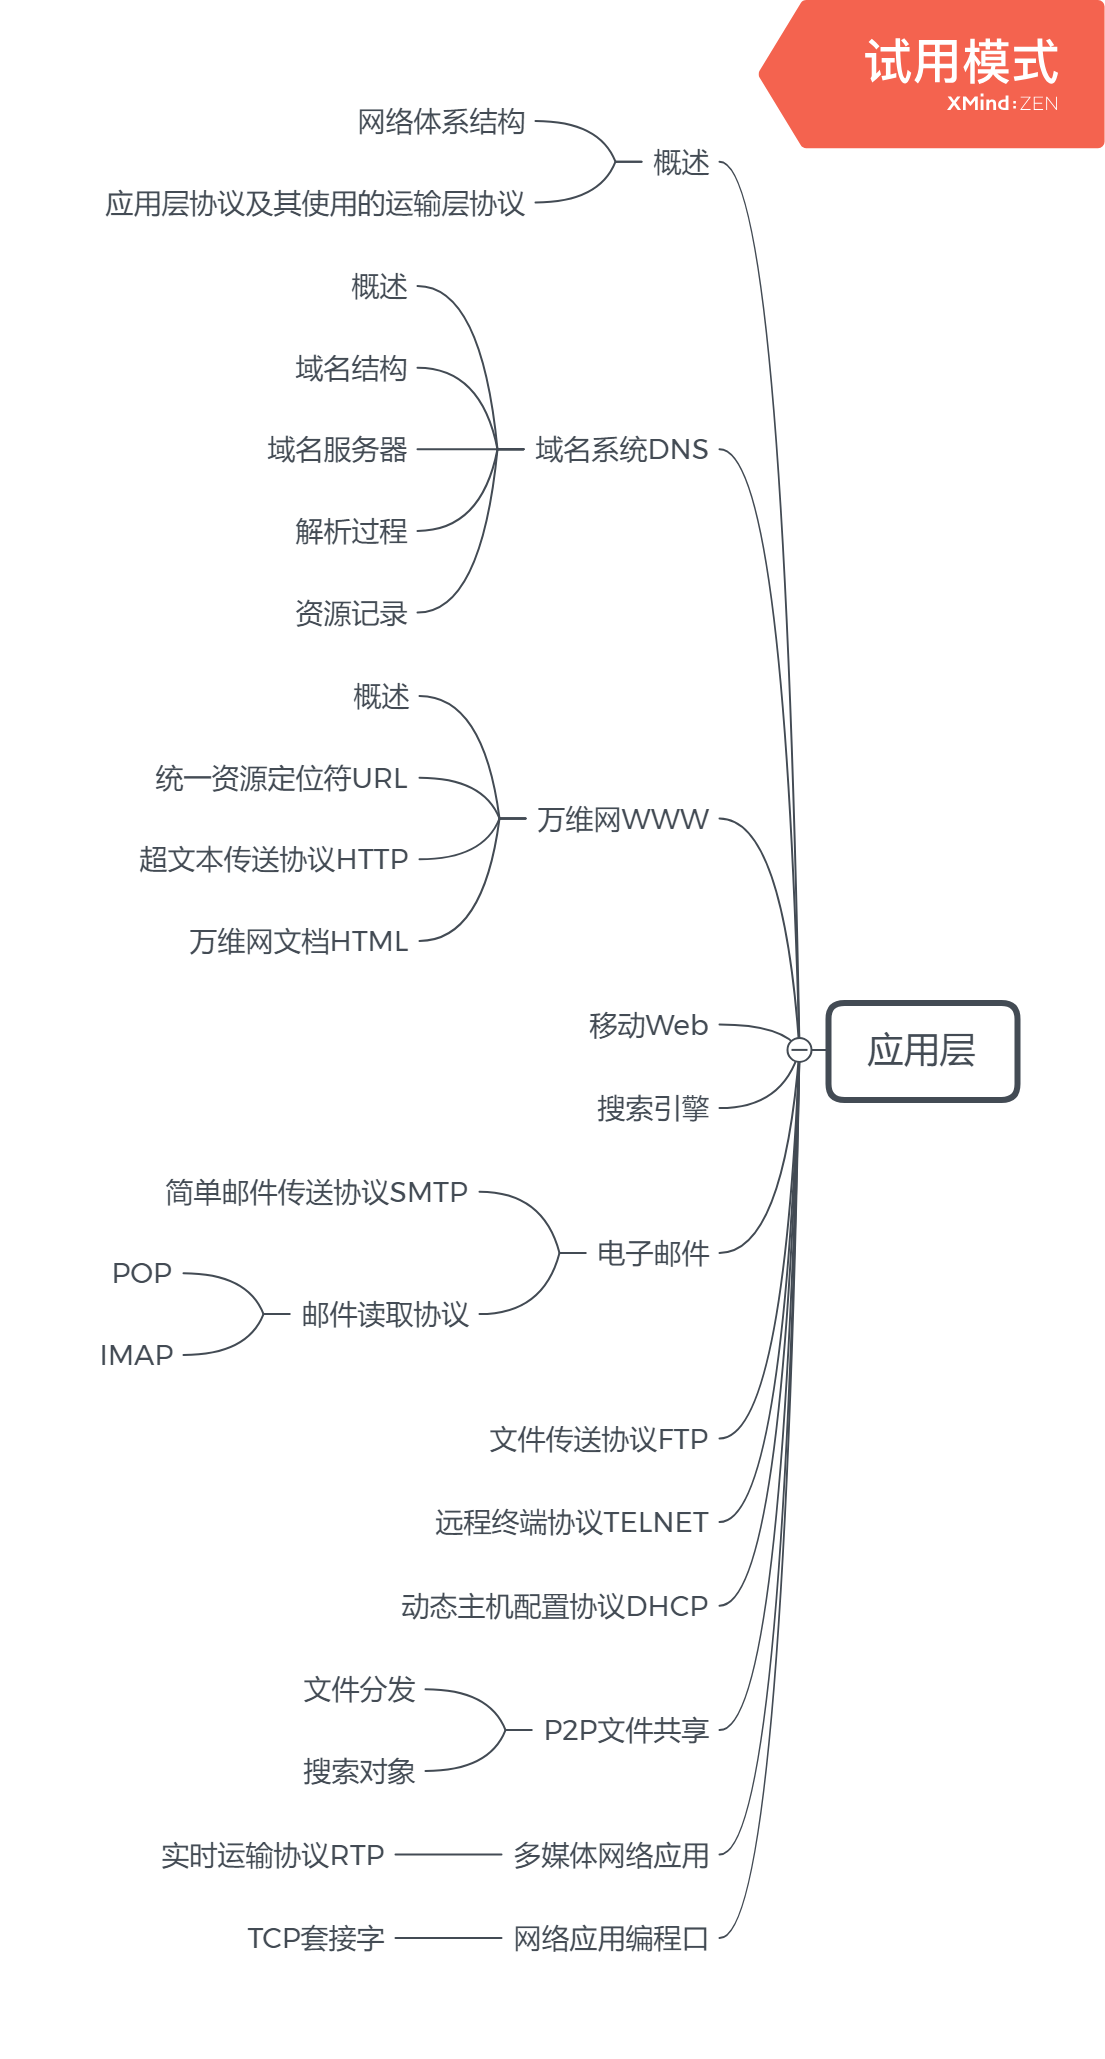 试用模式
XMind:ZEN
网络体系结构
概述
应用层协议及其使用的运输层协议
概述
域名结构
域名服务器
域名系统DNS
解析过程
资源记录
概述
统一资源定位符URL
万维网WWW
超文本传送协议HTTP
万维网文档HTML
移动Web
应用层
搜索引擎
简单邮件传送协议SMTP
电子邮件
POP
邮件读取协议
IMAP
文件传送协议FTP
远程终端协议TELNET
动态主机配置协议DHCP
文件分发
P2P文件共享
搜索对象
实时运输协议RTP
多媒体网络应用
TCP套接字
网络应用编程口